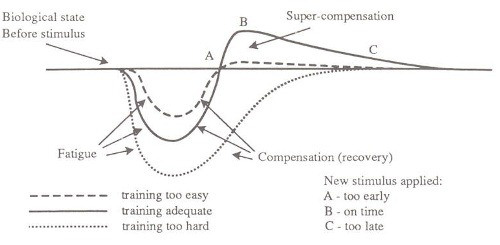 Biological state
Before stimulus
B
Super-compensation
A
C
Fatigue
Compensation (recovery)
training too easy
training adequate
training too hard
New stimulus applied:
A - too early
B - on time
C - too late